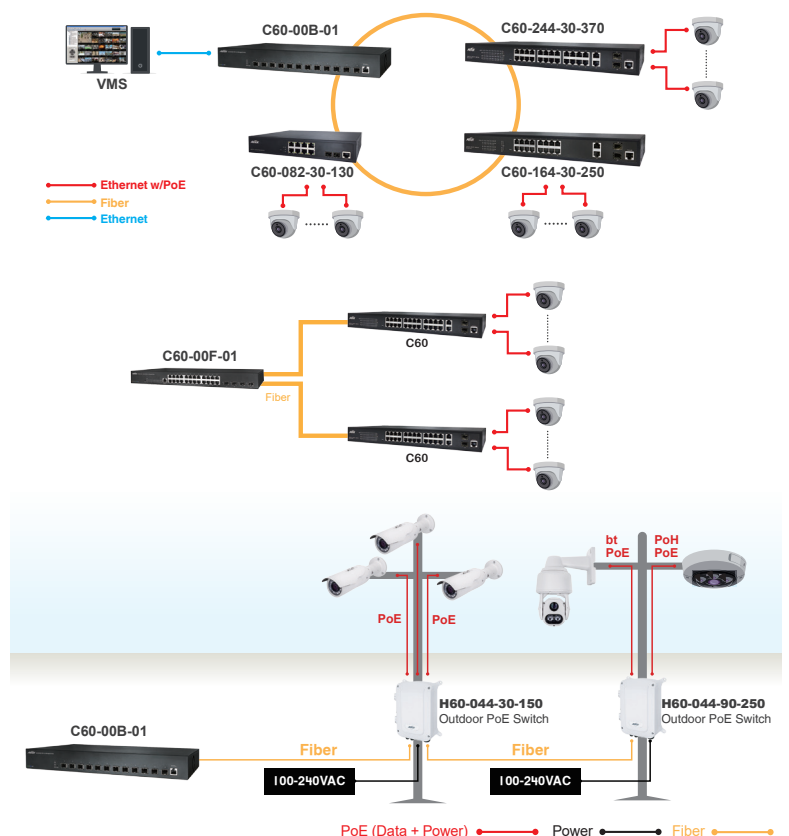 C60-00B-01
C60-244-30-370
VMS
C60-082-30-130
C60-164-30-250
Ethernet w/PoE
Fiber
Ethernet
C60
C60-00F-01
Fiber
C60
bt
PoE
PoH
PoE
PoE
PoE
H60-044-30-150
Outdoor PoE Switch
H60-044-90-250
Outdoor PoE Switch
C60-00B-01
Fiber
Fiber
100-240VAC
100-240VAC
PoE (Data + Power)
Power
Fiber